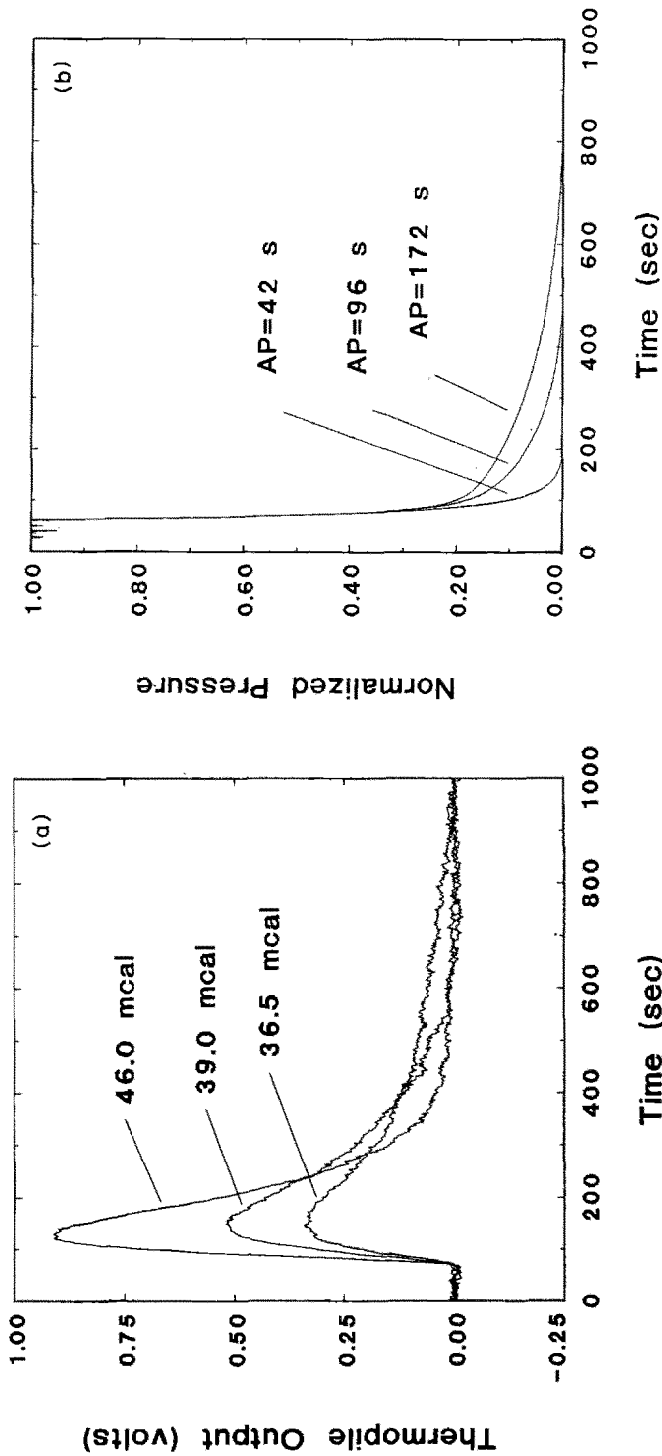 (a)
1.00
0.75
0.50
0.25
0.00
-0.25
Thermopile Output (volts)
46.0 mcal
39.0 mcal
36.5 mcal
0
200
400
600
800
1000
Time (sec)
(b)
1.00
0.80
0.60
0.40
0.20
0.00
Normalized Pressure
AP=42 s
AP=96 s
AP=172 s
0
200
400
600
800
1000
Time (sec)